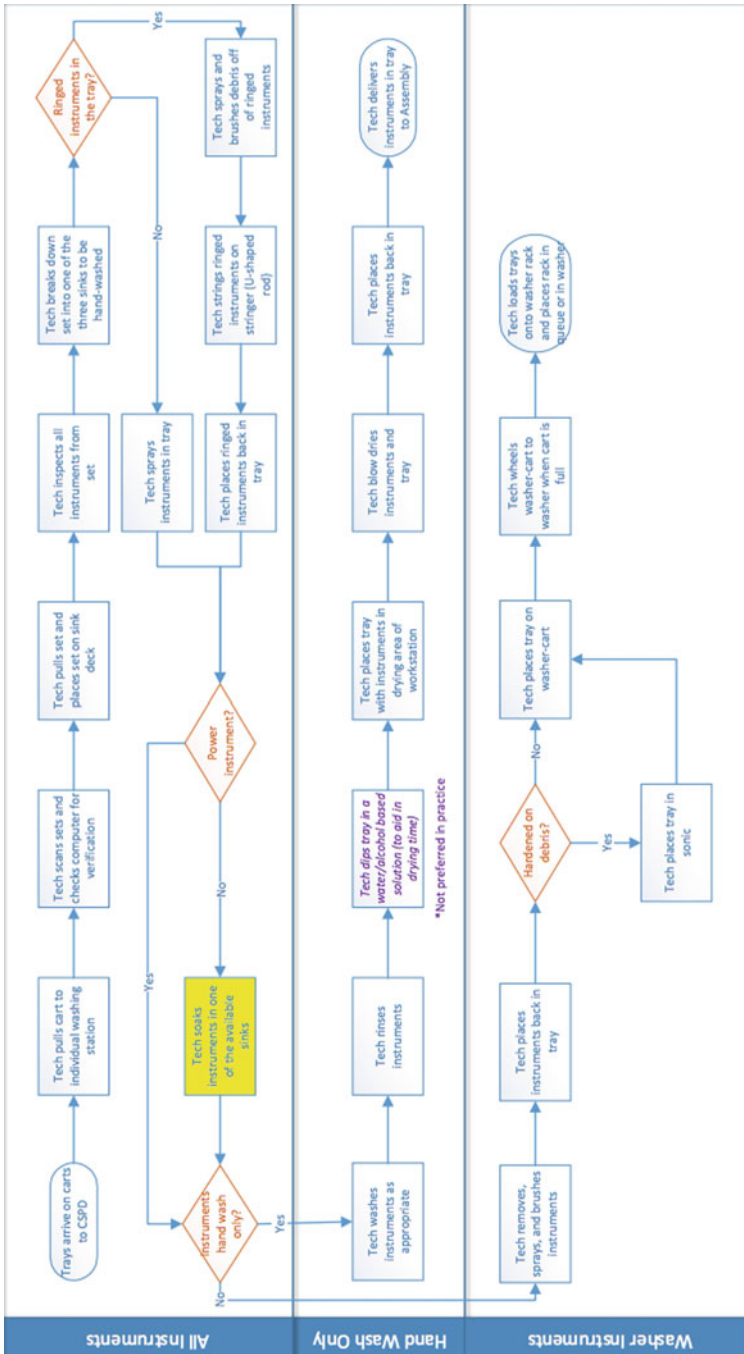 All Instruments
Trays arrive on carts
to CSPD
Tech pulls cart to
individual washing
station
Tech scans sets and
checks computer for
verification
Tech pulls set and
places set on sink
deck
Tech inspects all
instruments from
set
Tech breaks down
set into one of the
three sinks to be
hand-washed
Ringed
instruments in
the tray?
Yes
No
Tech sprays and
brushes debris off
of ringed
instruments
Tech strings ringed
instruments on
stringer (U-shaped
rod)
Tech places ringed
instruments back in
tray
Tech sprays
instruments in tray
Power
instrument?
Yes
No
Tech soaks
instruments in one
of the available
sinks
Instruments
hand wash
only?
Yes
No
Hand Wash Only
Tech washes
instruments as
appropriate
Tech rinses
instruments
Tech dips tray in a
water/alcohol based
solution (to aid in
drying time)
*Not preferred in practice
Tech places tray
with instruments in
drying area of
workstation
Tech blow dries
instruments and
tray
Tech places
instruments back in
tray
Tech delivers
instruments in tray
to Assembly
Washer Instruments
Tech removes,
sprays, and brushes
instruments
Tech places
instruments back in
tray
Hardened on
debris?
No
Yes
Tech places tray in
sonic
Tech places tray on
washer-cart
Tech wheels
washer-cart to
washer when cart is
full
Tech loads trays
onto washer rack
and places rack in
queue or in washer